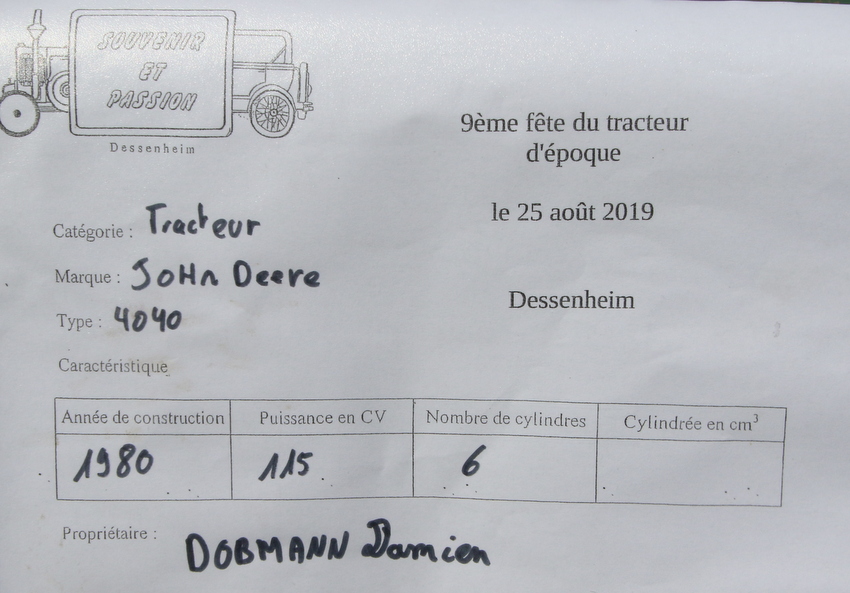 SOUVENIR
ET
PASSION
Dessenheim
9ème fête du tracteur
d'époque
le 25 août 2019
Dessenheim
Catégorie : Tracteur
Marque : JOHn Deere
Type : 4040
Caractéristique
Année de construction Puissance en CV Nombre de cylindres Cylindrée en cm³
1980 115 6
Propriétaire : DOBMANN Damien